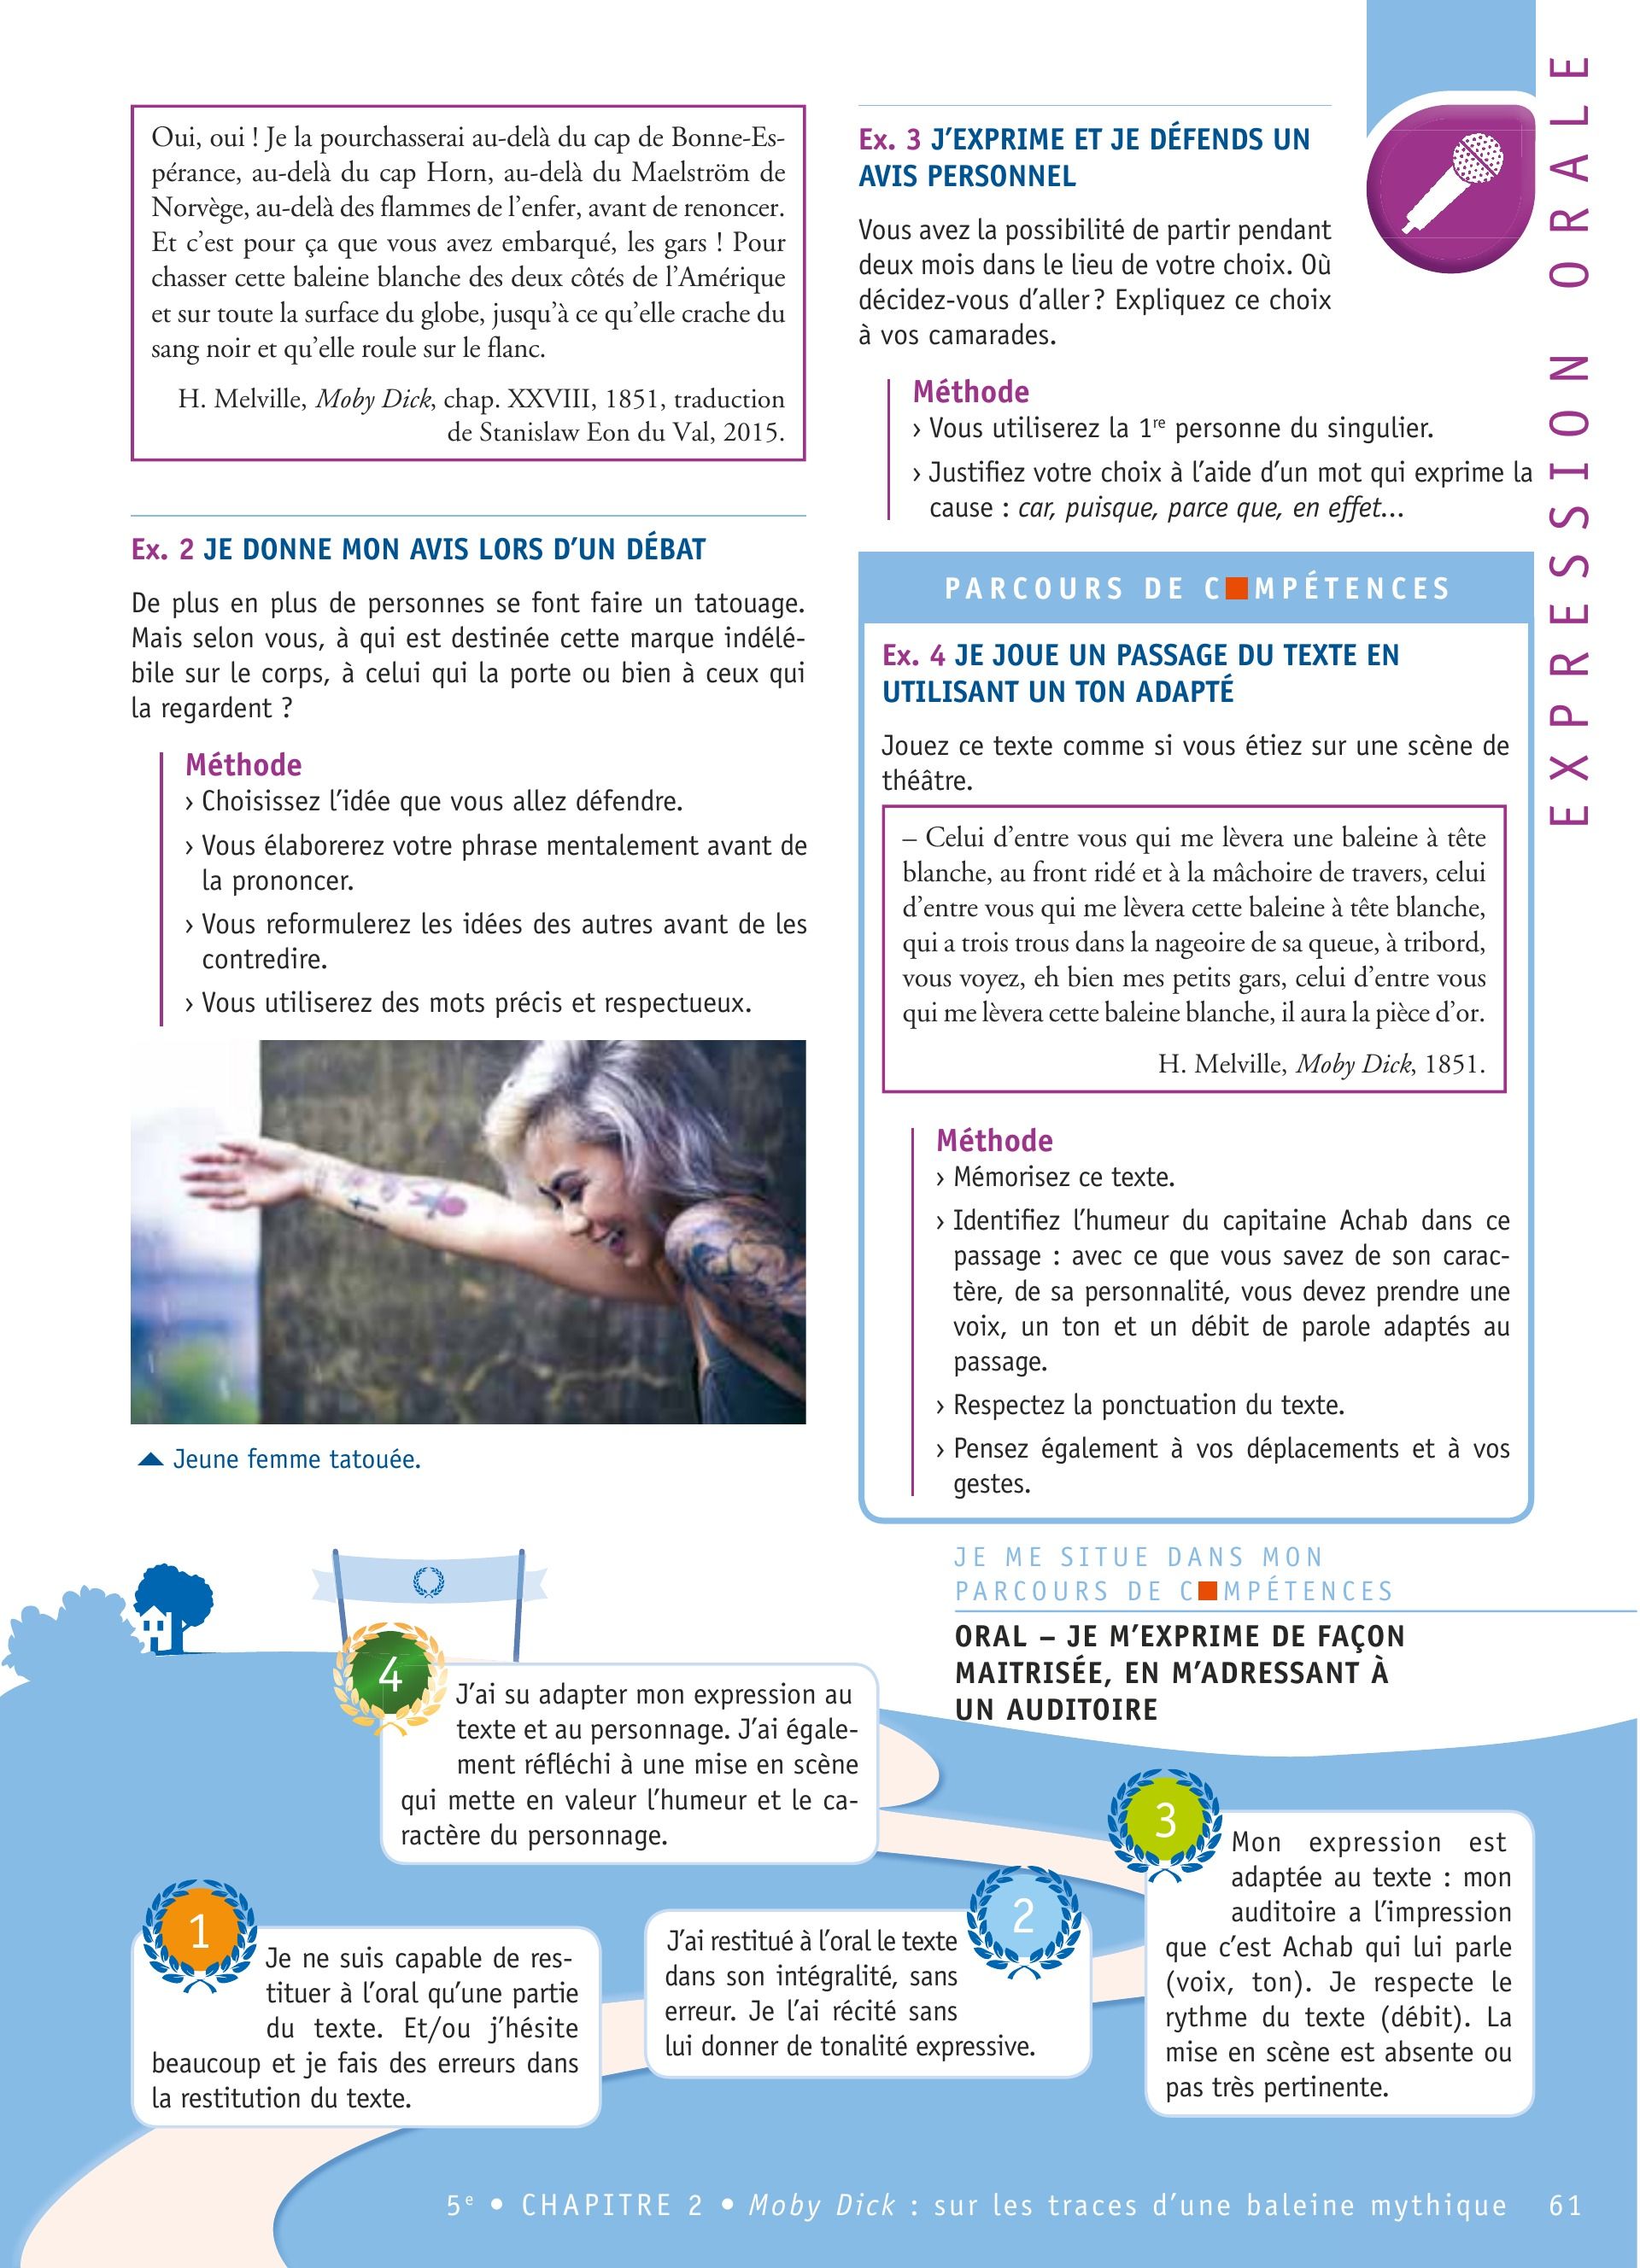 Oui, oui ! Je la pourchasserai au-delà du cap de Bonne-Es-
pérance, au-delà du cap Horn, au-delà du Maelström de
Norvège, au-delà des flammes de l'enfer, avant de renoncer.
Et c'est pour ça que vous avez embarqué, les gars ! Pour
chasser cette baleine blanche des deux côtés de l'Amérique
et sur toute la surface du globe, jusqu'à ce qu'elle crache du
sang noir et qu'elle roule sur le flanc.
H. Melville, Moby Dick, chap. XXVIII, 1851, traduction
de Stanislaw Eon du Val, 2015.
Ex. 2 JE DONNE MON AVIS LORS D'UN DÉBAT
De plus en plus de personnes se font faire un tatouage.
Mais selon vous, à qui est destinée cette marque indélé-
bile sur le corps, à celui qui la porte ou bien à ceux qui
la regardent ?
Méthode
› Choisissez l'idée que vous allez défendre.
› Vous élaborerez votre phrase mentalement avant de
la prononcer.
› Vous reformulerez les idées des autres avant de les
contredire.
› Vous utiliserez des mots précis et respectueux.
Jeune femme tatouée.
Ex. 3 J'EXPRIME ET JE DÉFENDS UN
AVIS PERSONNEL
Vous avez la possibilité de partir pendant
deux mois dans le lieu de votre choix. Où
décidez-vous d'aller ? Expliquez ce choix
à vos camarades.
Méthode
› Vous utiliserez la 1re personne du singulier.
› Justifiez votre choix à l'aide d'un mot qui exprime la
cause : car, puisque, parce que, en effet...
PARCOURS DE C■MPÉTENCES
Ex. 4 JE JOUE UN PASSAGE DU TEXTE EN
UTILISANT UN TON ADAPTÉ
Jouez ce texte comme si vous étiez sur une scène de
théâtre.
– Celui d'entre vous qui me lèvera une baleine à tête
blanche, au front ridé et à la mâchoire de travers, celui
d'entre vous qui me lèvera cette baleine à tête blanche,
qui a trois trous dans la nageoire de sa queue, à tribord,
vous voyez, eh bien mes petits gars, celui d'entre vous
qui me lèvera cette baleine blanche, il aura la pièce d'or.
H. Melville, Moby Dick, 1851.
Méthode
› Mémorisez ce texte.
› Identifiez l'humeur du capitaine Achab dans ce
passage : avec ce que vous savez de son carac-
tère, de sa personnalité, vous devez prendre une
voix, un ton et un débit de parole adaptés au
passage.
› Respectez la ponctuation du texte.
› Pensez également à vos déplacements et à vos
gestes.
EXPRESSION ORALE
JE ME SITUE DANS MON
PARCOURS DE C■MPÉTENCES
ORAL – JE M'EXPRIME DE FAÇON
MAITRISÉE, EN M'ADRESSANT À
UN AUDITOIRE
4
J'ai su adapter mon expression au
texte et au personnage. J'ai égale-
ment réfléchi à une mise en scène
qui mette en valeur l'humeur et le ca-
ractère du personnage.
1
Je ne suis capable de res-
tituer à l'oral qu'une partie
du texte. Et/ou j'hésite
beaucoup et je fais des erreurs dans
la restitution du texte.
2
J'ai restitué à l'oral le texte
dans son intégralité, sans
erreur. Je l'ai récité sans
lui donner de tonalité expressive.
3
Mon expression est
adaptée au texte : mon
auditoire a l'impression
que c'est Achab qui lui parle
(voix, ton). Je respecte le
rythme du texte (débit). La
mise en scène est absente ou
pas très pertinente.
5e • CHAPITRE 2 • Moby Dick : sur les traces d'une baleine mythique 61